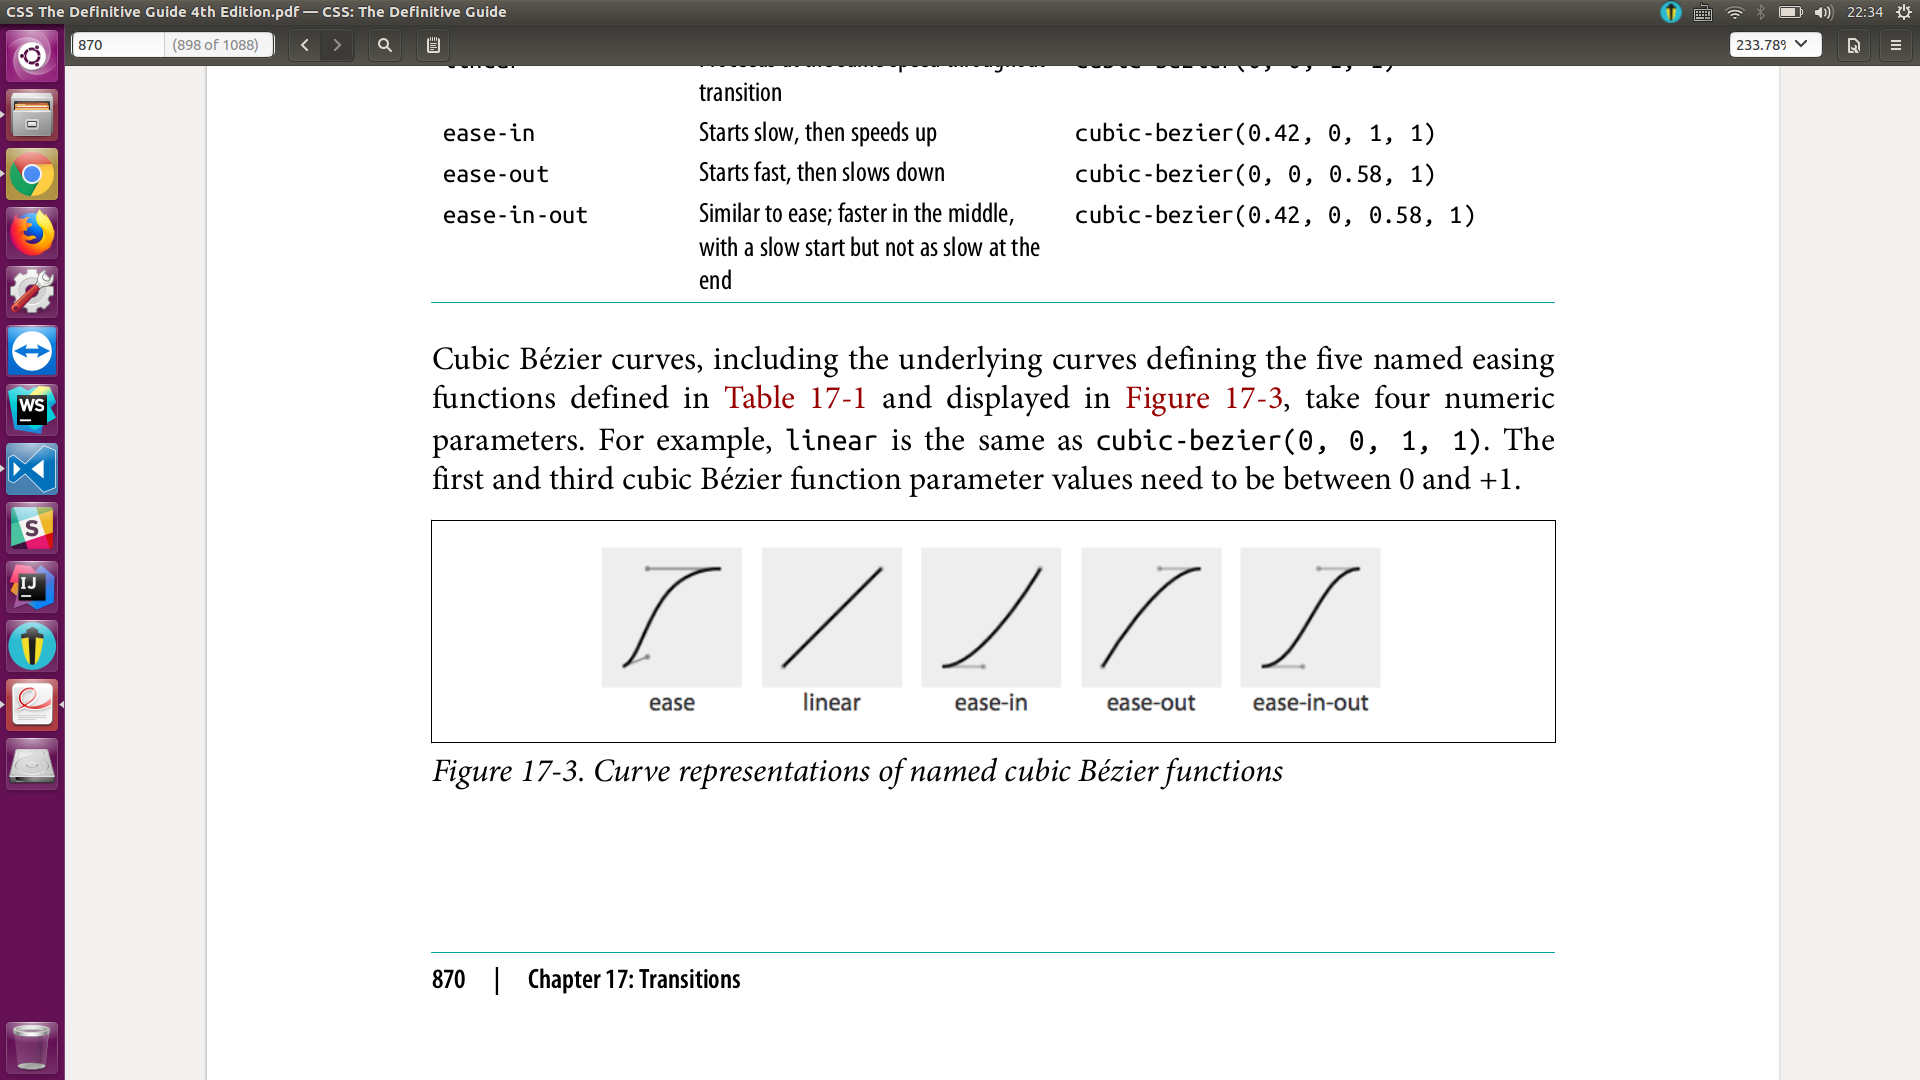 CSS The Definitive Guide 4th Edition.pdf — CSS: The Definitive Guide
22:34
870 (898 of 1088)
233.78%
transition
ease-in Starts slow, then speeds up cubic-bezier(0.42, 0, 1, 1)
ease-out Starts fast, then slows down cubic-bezier(0, 0, 0.58, 1)
ease-in-out Similar to ease; faster in the middle, cubic-bezier(0.42, 0, 0.58, 1)
with a slow start but not as slow at the
end
Cubic Bézier curves, including the underlying curves defining the five named easing
functions defined in Table 17-1 and displayed in Figure 17-3, take four numeric
parameters. For example, linear is the same as cubic-bezier(0, 0, 1, 1). The
first and third cubic Bézier function parameter values need to be between 0 and +1.
ease linear ease-in ease-out ease-in-out
Figure 17-3. Curve representations of named cubic Bézier functions
870 | Chapter 17: Transitions
WS
S
IJ